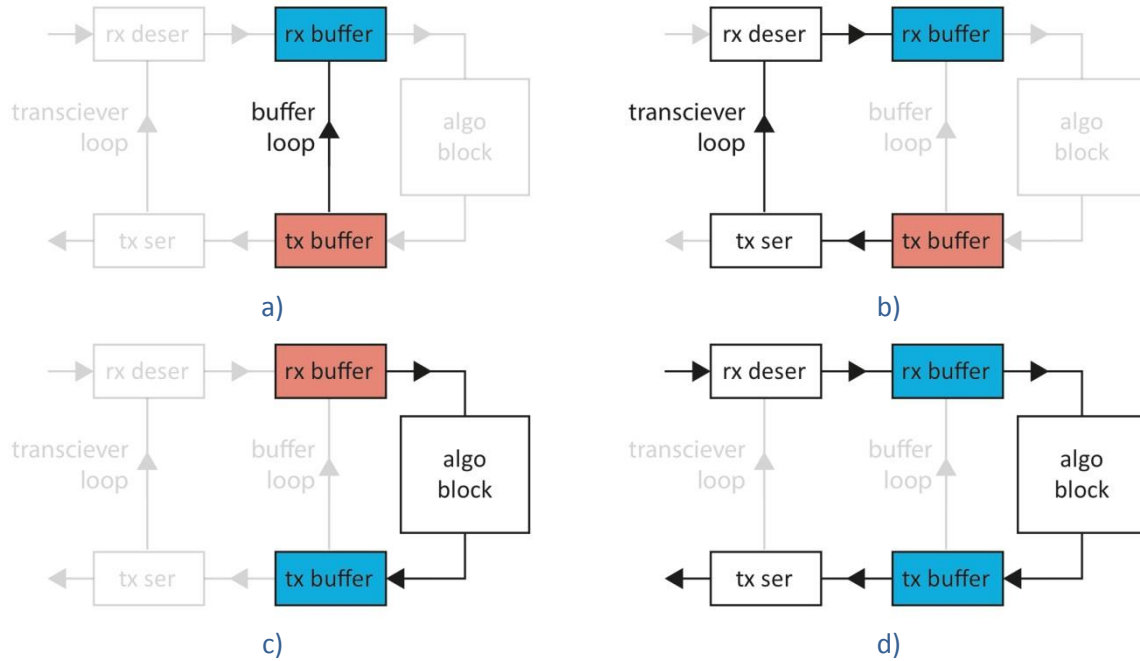 rx deser
rx buffer
transciever
loop
buffer
loop
algo
block
tx ser
tx buffer
a)
rx deser
rx buffer
transciever
loop
buffer
loop
algo
block
tx ser
tx buffer
b)
rx deser
rx buffer
transciever
loop
buffer
loop
algo
block
tx ser
tx buffer
c)
rx deser
rx buffer
transciever
loop
buffer
loop
algo
block
tx ser
tx buffer
d)